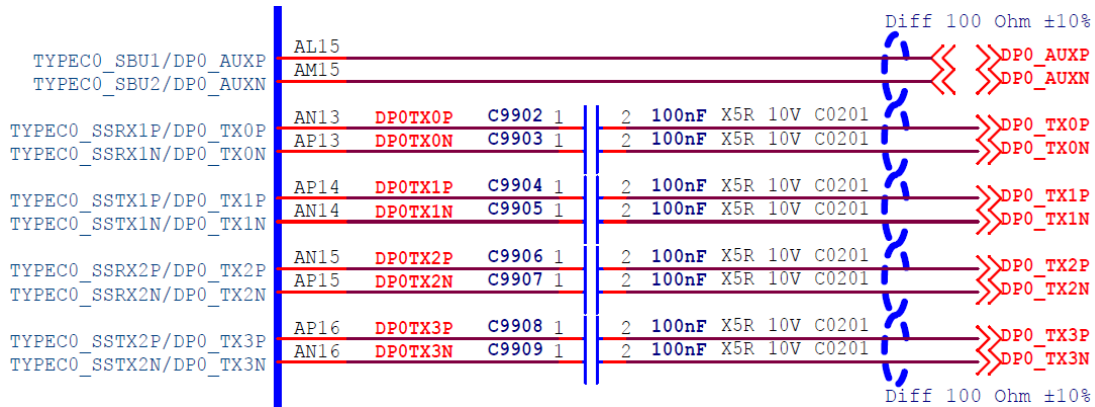 Diff 100 Ohm ±10%
TYPEC0_SBU1/DP0_AUXP AL15 DP0_AUXP
TYPEC0_SBU2/DP0_AUXN AM15 DP0_AUXN
TYPEC0_SSRX1P/DP0_TX0P AN13 DP0TX0P C9902 1 2 100nF X5R 10V C0201 DP0_TX0P
TYPEC0_SSRX1N/DP0_TX0N AP13 DP0TX0N C9903 1 2 100nF X5R 10V C0201 DP0_TX0N
TYPEC0_SSTX1P/DP0_TX1P AP14 DP0TX1P C9904 1 2 100nF X5R 10V C0201 DP0_TX1P
TYPEC0_SSTX1N/DP0_TX1N AN14 DP0TX1N C9905 1 2 100nF X5R 10V C0201 DP0_TX1N
TYPEC0_SSRX2P/DP0_TX2P AN15 DP0TX2P C9906 1 2 100nF X5R 10V C0201 DP0_TX2P
TYPEC0_SSRX2N/DP0_TX2N AP15 DP0TX2N C9907 1 2 100nF X5R 10V C0201 DP0_TX2N
TYPEC0_SSTX2P/DP0_TX3P AP16 DP0TX3P C9908 1 2 100nF X5R 10V C0201 DP0_TX3P
TYPEC0_SSTX2N/DP0_TX3N AN16 DP0TX3N C9909 1 2 100nF X5R 10V C0201 DP0_TX3N
Diff 100 Ohm ±10%